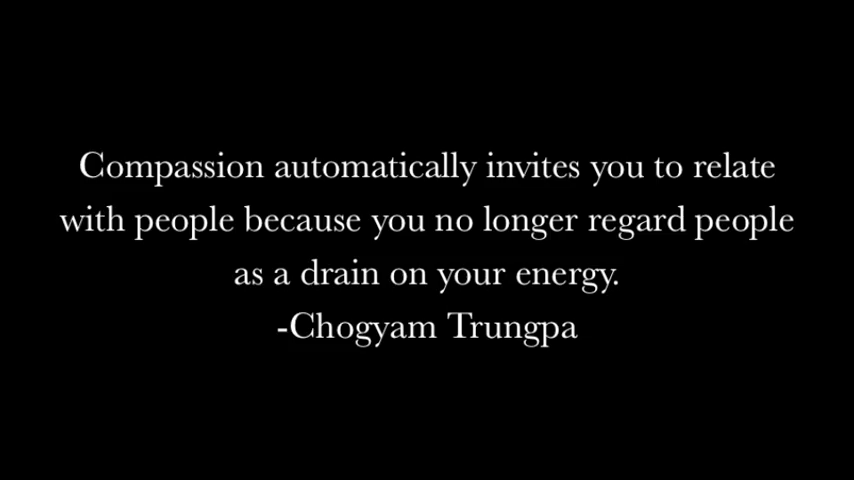 Compassion automatically invites you to relate
with people because you no longer regard people
as a drain on your energy.
-Chogyam Trungpa